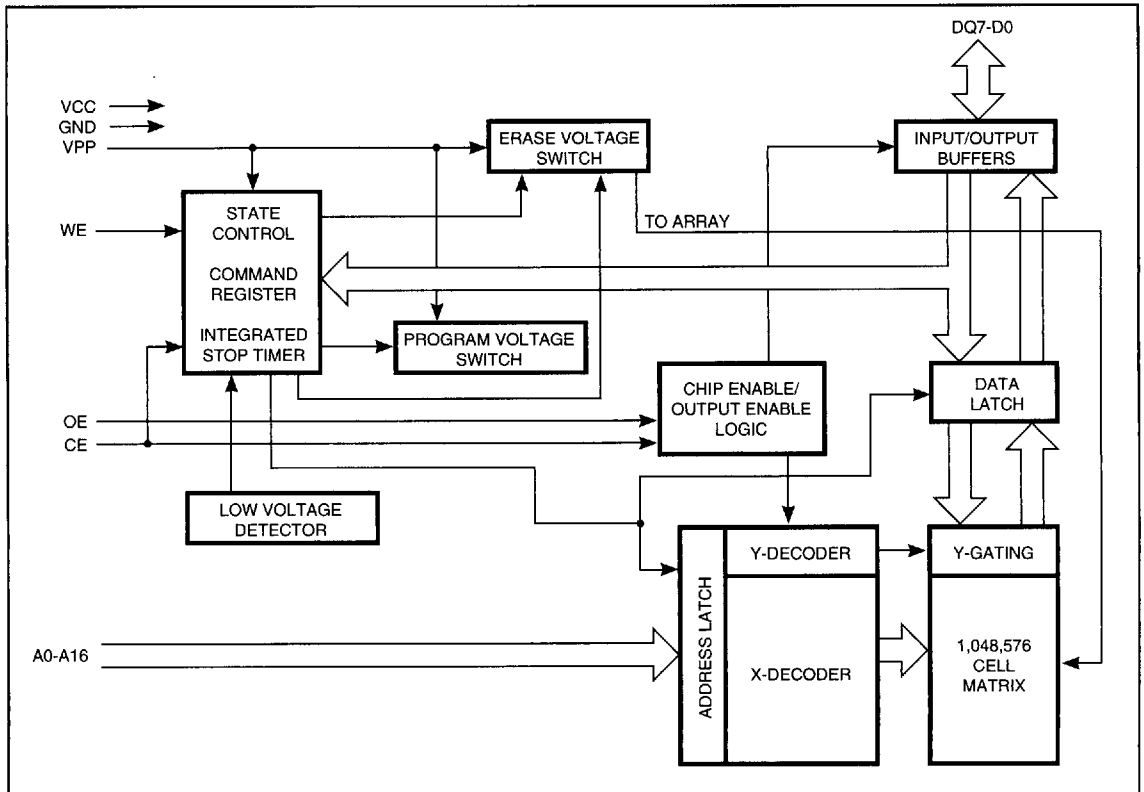 DQ7-D0
VCC
GND
VPP
ERASE VOLTAGE
SWITCH
INPUT/OUTPUT
BUFFERS
STATE
CONTROL
WE
TO ARRAY
COMMAND
REGISTER
INTEGRATED
STOP TIMER
PROGRAM VOLTAGE
SWITCH
CHIP ENABLE/
OUTPUT ENABLE
LOGIC
DATA
LATCH
OE
CE
LOW VOLTAGE
DETECTOR
ADDRESS LATCH
Y-DECODER
Y-GATING
A0-A16
X-DECODER
1,048,576
CELL
MATRIX